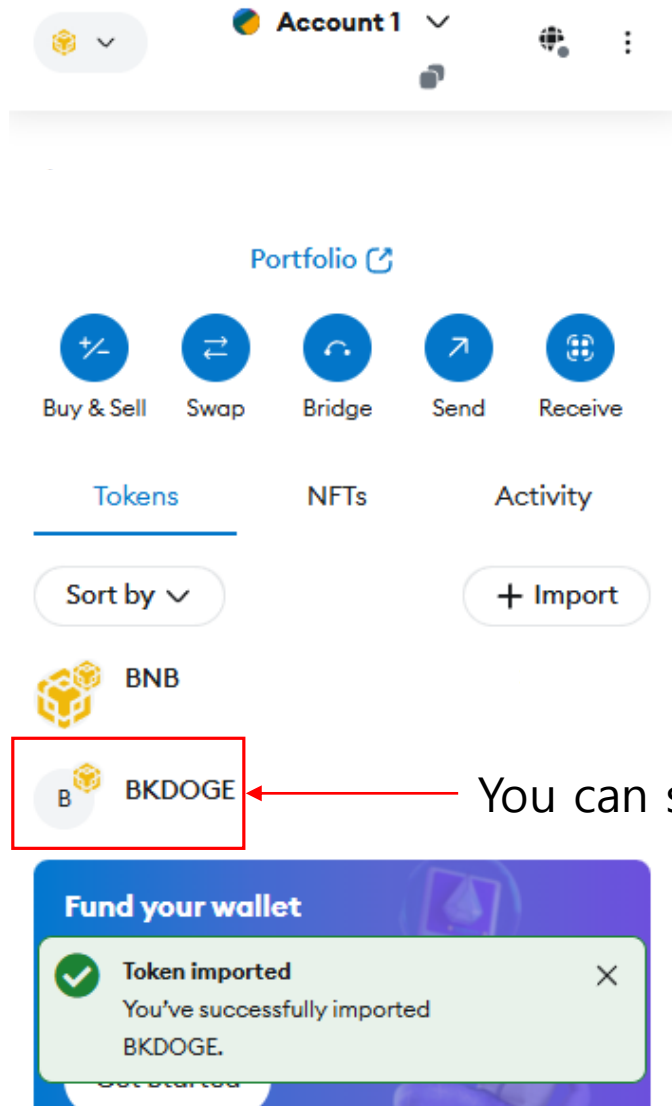 Account 1
Portfolio
Buy & Sell Swap Bridge Send Receive
Tokens NFTs Activity
Sort by + Import
BNB
B BKDOGE You can
Fund your wallet
Token imported
You've successfully imported
BKDOGE.